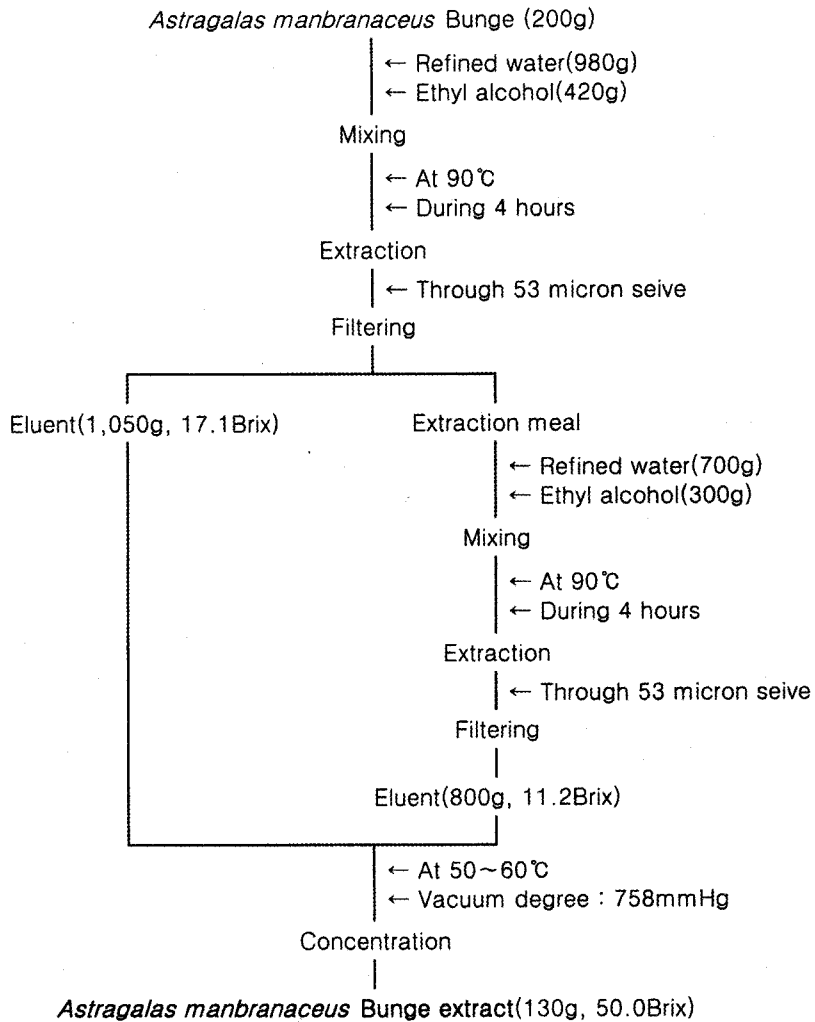 Astragalas manbranaceus Bunge (200g)
← Refined water(980g)
← Ethyl alcohol(420g)
Mixing
← At 90℃
← During 4 hours
Extraction
← Through 53 micron seive
Filtering
Eluent(1,050g, 17.1Brix)
Extraction meal
← Refined water(700g)
← Ethyl alcohol(300g)
Mixing
← At 90℃
← During 4 hours
Extraction
← Through 53 micron seive
Filtering
Eluent(800g, 11.2Brix)
← At 50~60℃
← Vacuum degree : 758mmHg
Concentration
Astragalas manbranaceus Bunge extract(130g, 50.0Brix)